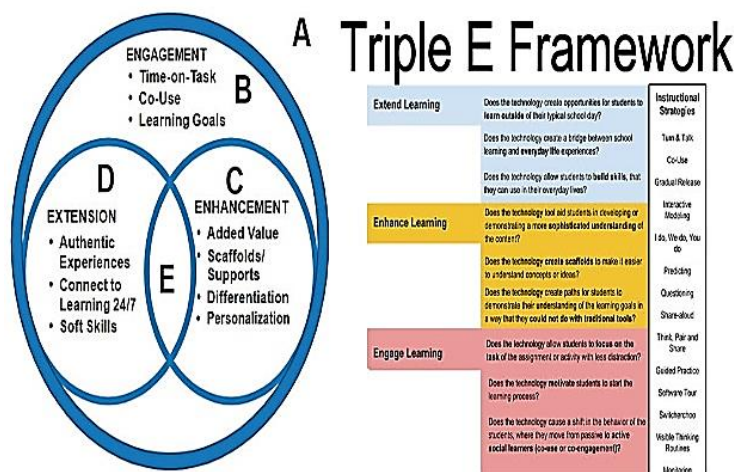 A
ENGAGEMENT
• Time-on-Task
• Co-Use
• Learning Goals
B
D
EXTENSION
• Authentic
Experiences
• Connect to
Learning 24/7
• Soft Skills
E
C
ENHANCEMENT
• Added Value
• Scaffolds/
Supports
• Differentiation
• Personalization
Triple E Framework
Extend Learning
Does the technology create opportunities for students to
learn outside of their typical school day?
Does the technology create a bridge between school
learning and everyday life experiences?
Does the technology allow students to build skills, that
they can use in their everyday lives?
Enhance Learning
Does the technology tool aid students in developing or
demonstrating a more sophisticated understanding of
the content?
Does the technology create scaffolds to make it easier
to understand concepts or ideas?
Does the technology create paths for students to
demonstrate their understanding of the learning goals in
a way that they could not do with traditional tools?
Engage Learning
Does the technology allow students to focus on the
task of the assignment or activity with less distraction?
Does the technology motivate students to start the
learning process?
Does the technology cause a shift in the behavior of the
students, where they move from passive to active
social learners (co-use or co-engagement)?
Instructional
Strategies
Turn & Talk
Co-Use
Gradual Release
Interactive
Modeling
I do, We do, You
do
Predicting
Questioning
Share-aloud
Think, Pair and
Share
Guided Practice
Software Tour
Switcherchoo
Visible Thinking
Routines
Monitoring